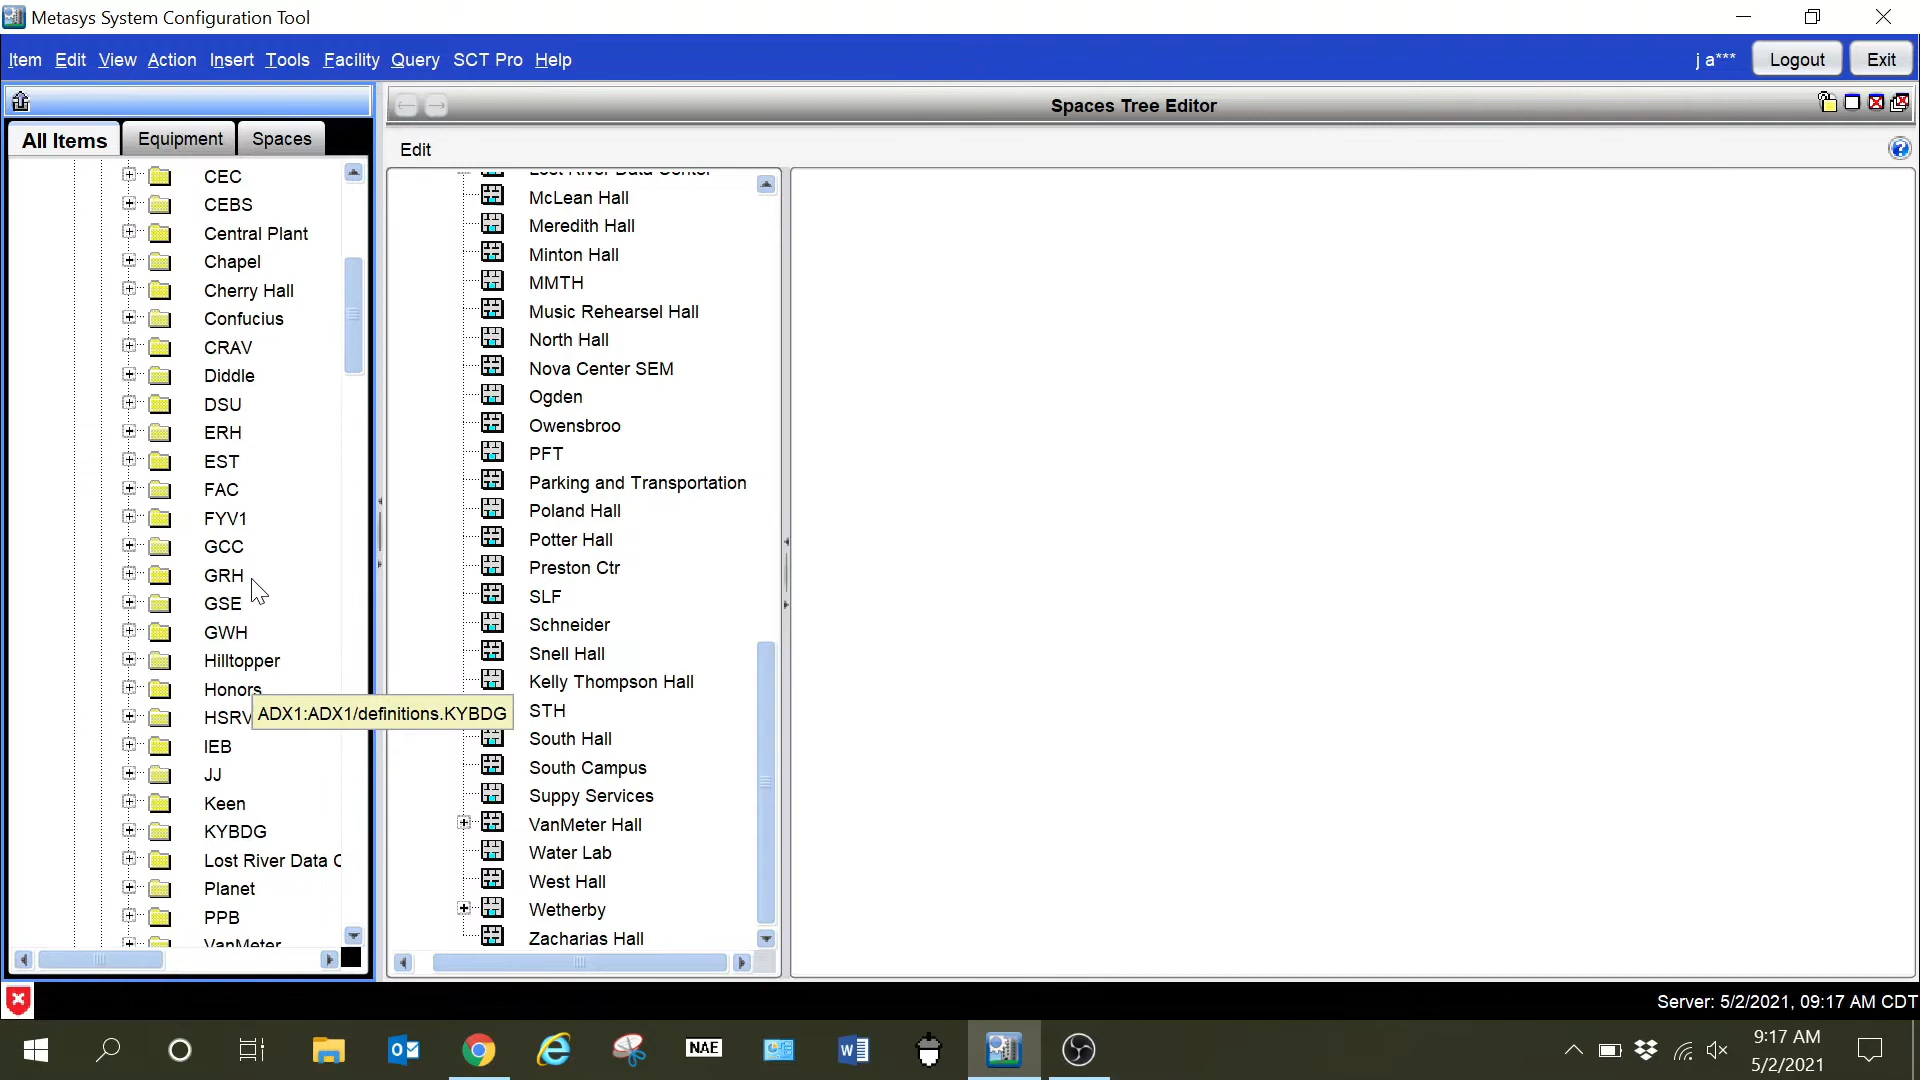 Metasys System Configuration Tool
Item Edit View Action Insert Tools Facility Query SCT Pro Help
j a*** Logout Exit
Spaces Tree Editor
All Items Equipment Spaces
Edit
CEC
CEBS
Central Plant
Chapel
Cherry Hall
Confucius
CRAV
Diddle
DSU
ERH
EST
FAC
FYV1
GCC
GRH
GSE
GWH
Hilltopper
Honors
HSRV
IEB
JJ
Keen
KYBDG
Lost River Data C
Planet
PPB
VanMeter
ADX1:ADX1/definitions.KYBDG
Lost River Data Center
McLean Hall
Meredith Hall
Minton Hall
MMTH
Music Rehearsel Hall
North Hall
Nova Center SEM
Ogden
Owensbroo
PFT
Parking and Transportation
Poland Hall
Potter Hall
Preston Ctr
SLF
Schneider
Snell Hall
Kelly Thompson Hall
STH
South Hall
South Campus
Suppy Services
VanMeter Hall
Water Lab
West Hall
Wetherby
Zacharias Hall
Server: 5/2/2021, 09:17 AM CDT
NAE
9:17 AM
5/2/2021